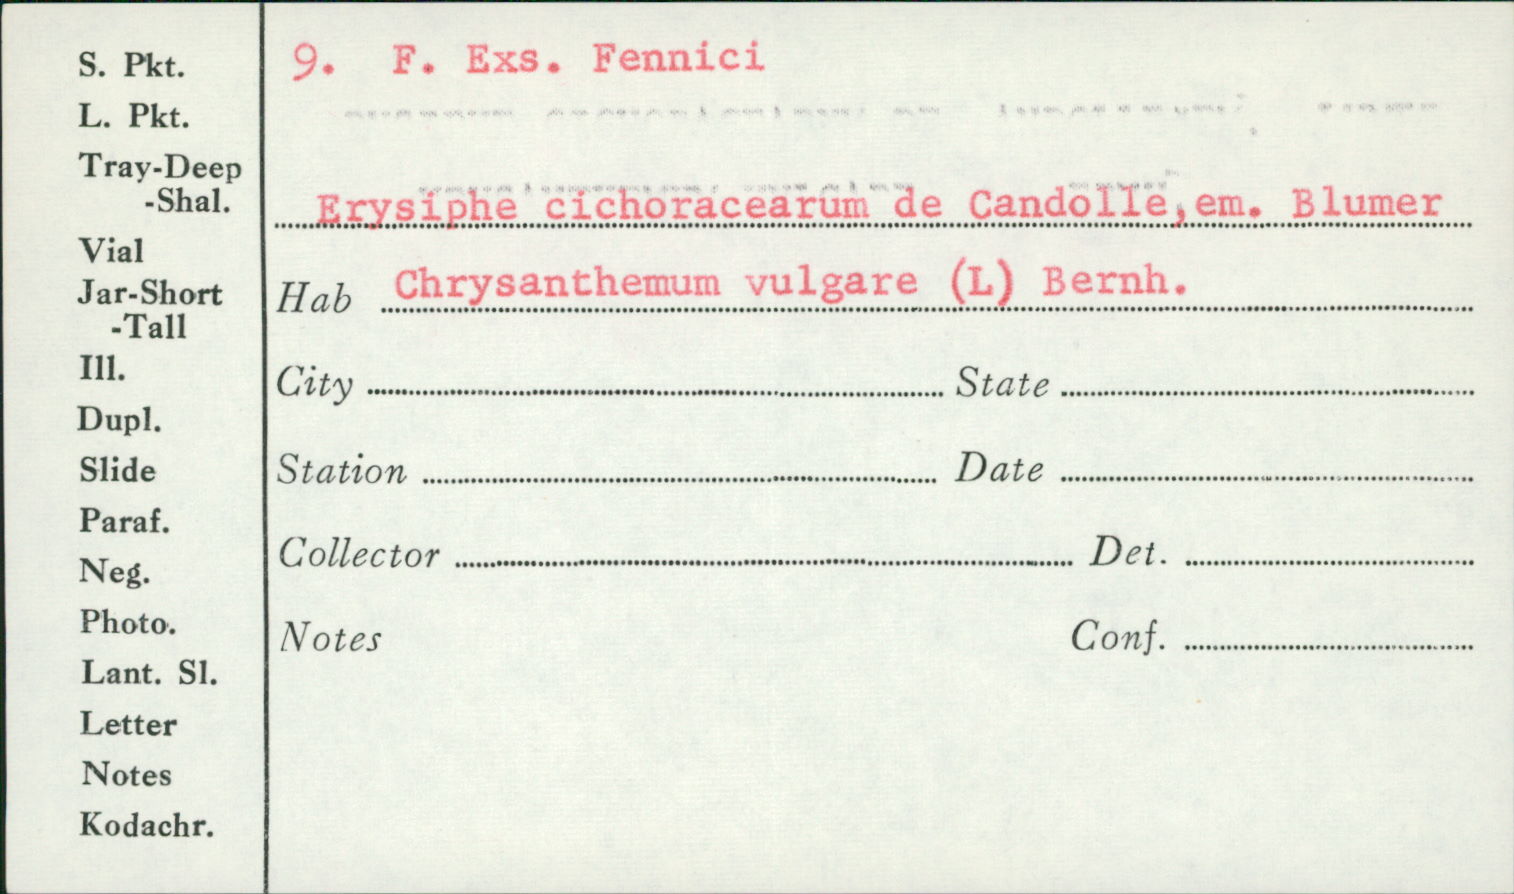 S. Pkt.
L. Pkt.
Tray-Deep
-Shal.
Vial
Jar-Short
-Tall
Ill.
Dupl.
Slide
Paraf.
Neg.
Photo.
Lant. Sl.
Letter
Notes
Kodachr.
9. F. Exs. Fennici
Erysiphe cichoracearum de Candolle, em. Blumer
Hab Chrysanthemum vulgare (L) Bernh.
City State
Station Date
Collector Det.
Notes Conf.